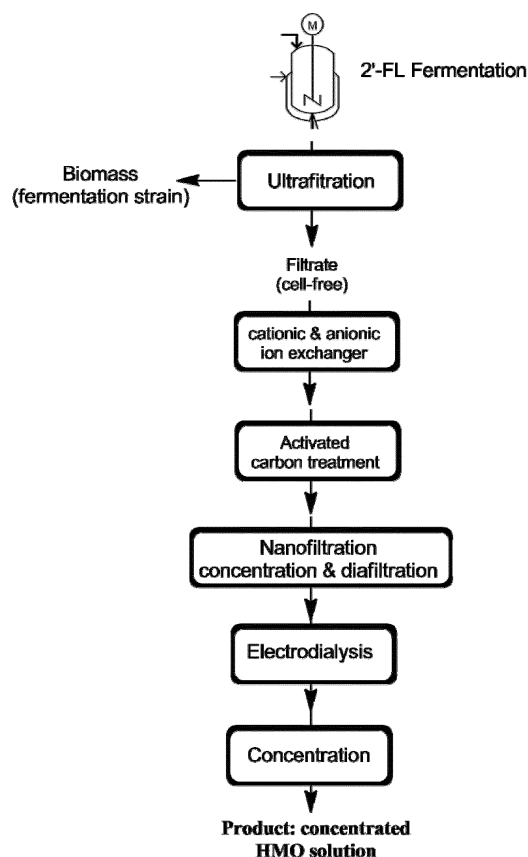 M
2'-FL Fermentation
Biomass
(fermentation strain)
Ultrafitration
Filtrate
(cell-free)
cationic & anionic
ion exchanger
Activated
carbon treatment
Nanofiltration
concentration & diafiltration
Electrodialysis
Concentration
Product: concentrated
HMO solution